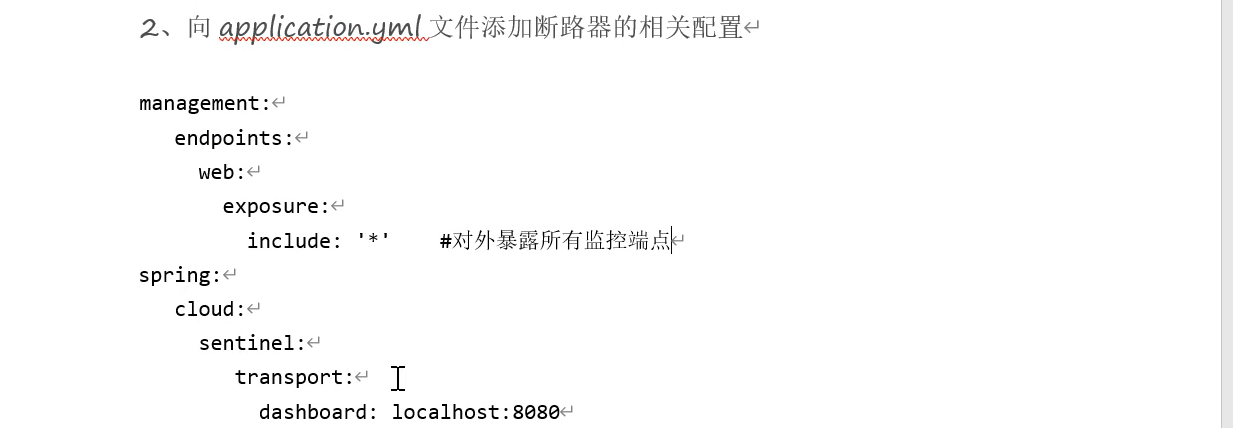 2、向 application.yml 文件添加断路器的相关配置↵
management:↵
endpoints:↵
web:↵
exposure:↵
include: '*' #对外暴露所有监控端点↵
spring:↵
cloud:↵
sentinel:↵
transport:↵
dashboard: localhost:8080↵